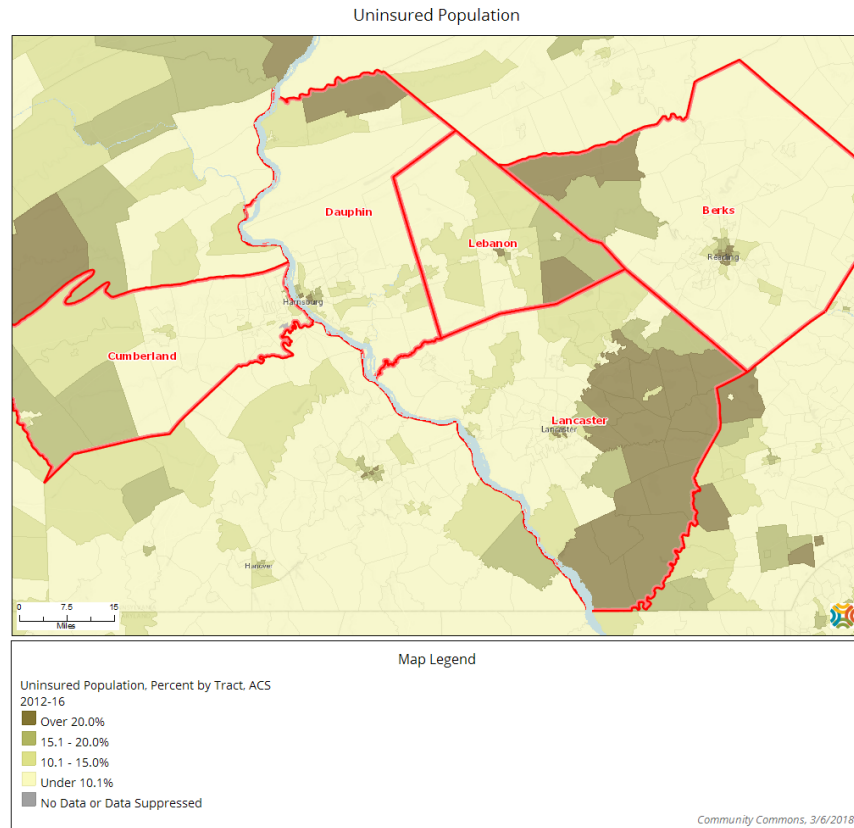 Uninsured Population
Dauphin
Berks
Lebanon
Reading
Harrisburg
Cumberland
Lancaster
Lancaster
Hanover
0 7.5 15
Miles
Map Legend
Uninsured Population, Percent by Tract, ACS
2012-16
Over 20.0%
15.1 - 20.0%
10.1 - 15.0%
Under 10.1%
No Data or Data Suppressed
Community Commons, 3/6/2018